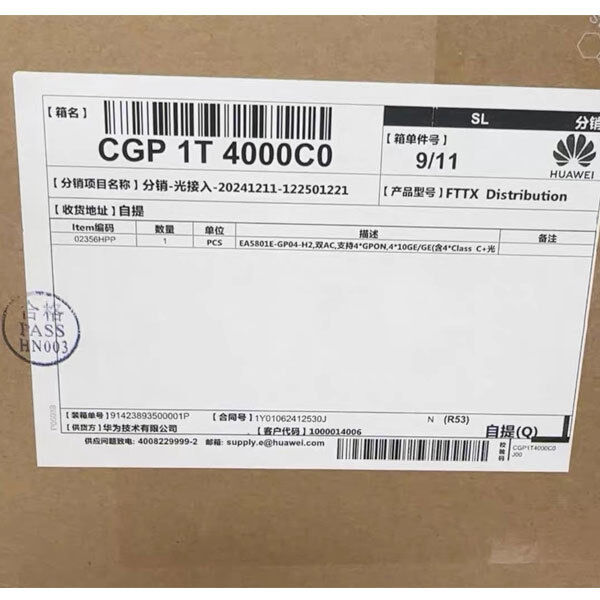 【箱名】
CGP 1T 4000C0
SL 分销
【箱单件号】
9/11
HUAWEI
【分销项目名称】分销-光接入-20241211-122501221
【产品型号】FTTX Distribution
【收货地址】自提
Item编码 数量 单位 描述 备注
02356HPP 1 PCS EA5801E-GP04-H2,双AC,支持4*GPON,4*10GE/GE(含4*Class C+光
合格
PASS
HN003
【装箱单号】91423893500001P 【合同号】1Y01062412530J N (R53)
【供货方】华为技术有限公司 【客户代码】1000014006 自提(Q)
供应问题致电: 4008229999-2 邮箱: supply.e@huawei.com
校验码
CGP1T4000C0
J00